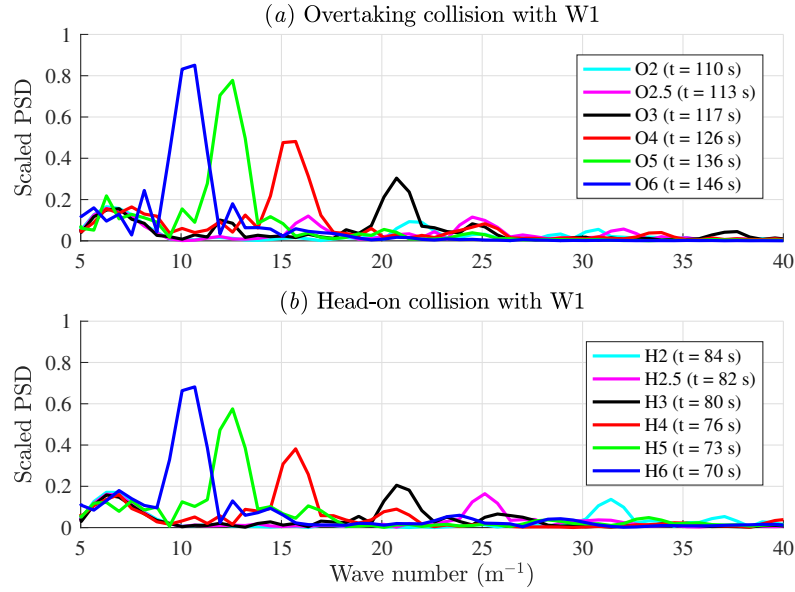 (a) Overtaking collision with W1
Scaled PSD
1
0.8
0.6
0.4
0.2
0
5 10 15 20 25 30 35 40
O2 (t = 110 s)
O2.5 (t = 113 s)
O3 (t = 117 s)
O4 (t = 126 s)
O5 (t = 136 s)
O6 (t = 146 s)
(b) Head-on collision with W1
Scaled PSD
1
0.8
0.6
0.4
0.2
0
5 10 15 20 25 30 35 40
H2 (t = 84 s)
H2.5 (t = 82 s)
H3 (t = 80 s)
H4 (t = 76 s)
H5 (t = 73 s)
H6 (t = 70 s)
Wave number (m⁻¹)